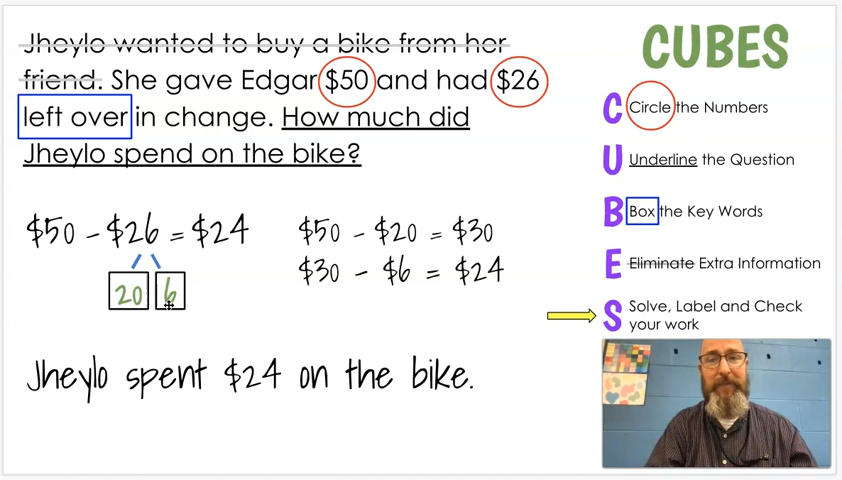 Jheylo wanted to buy a bike from her
friend. She gave Edgar $50 and had $26
left over in change. How much did
Jheylo spend on the bike?
$50 - $26 = $24
20 6
$50 - $20 = $30
$30 - $6 = $24
Jheylo spent $24 on the bike.
CUBES
C Circle the Numbers
U Underline the Question
B Box the Key Words
E Eliminate Extra Information
S Solve, Label and Check
your work